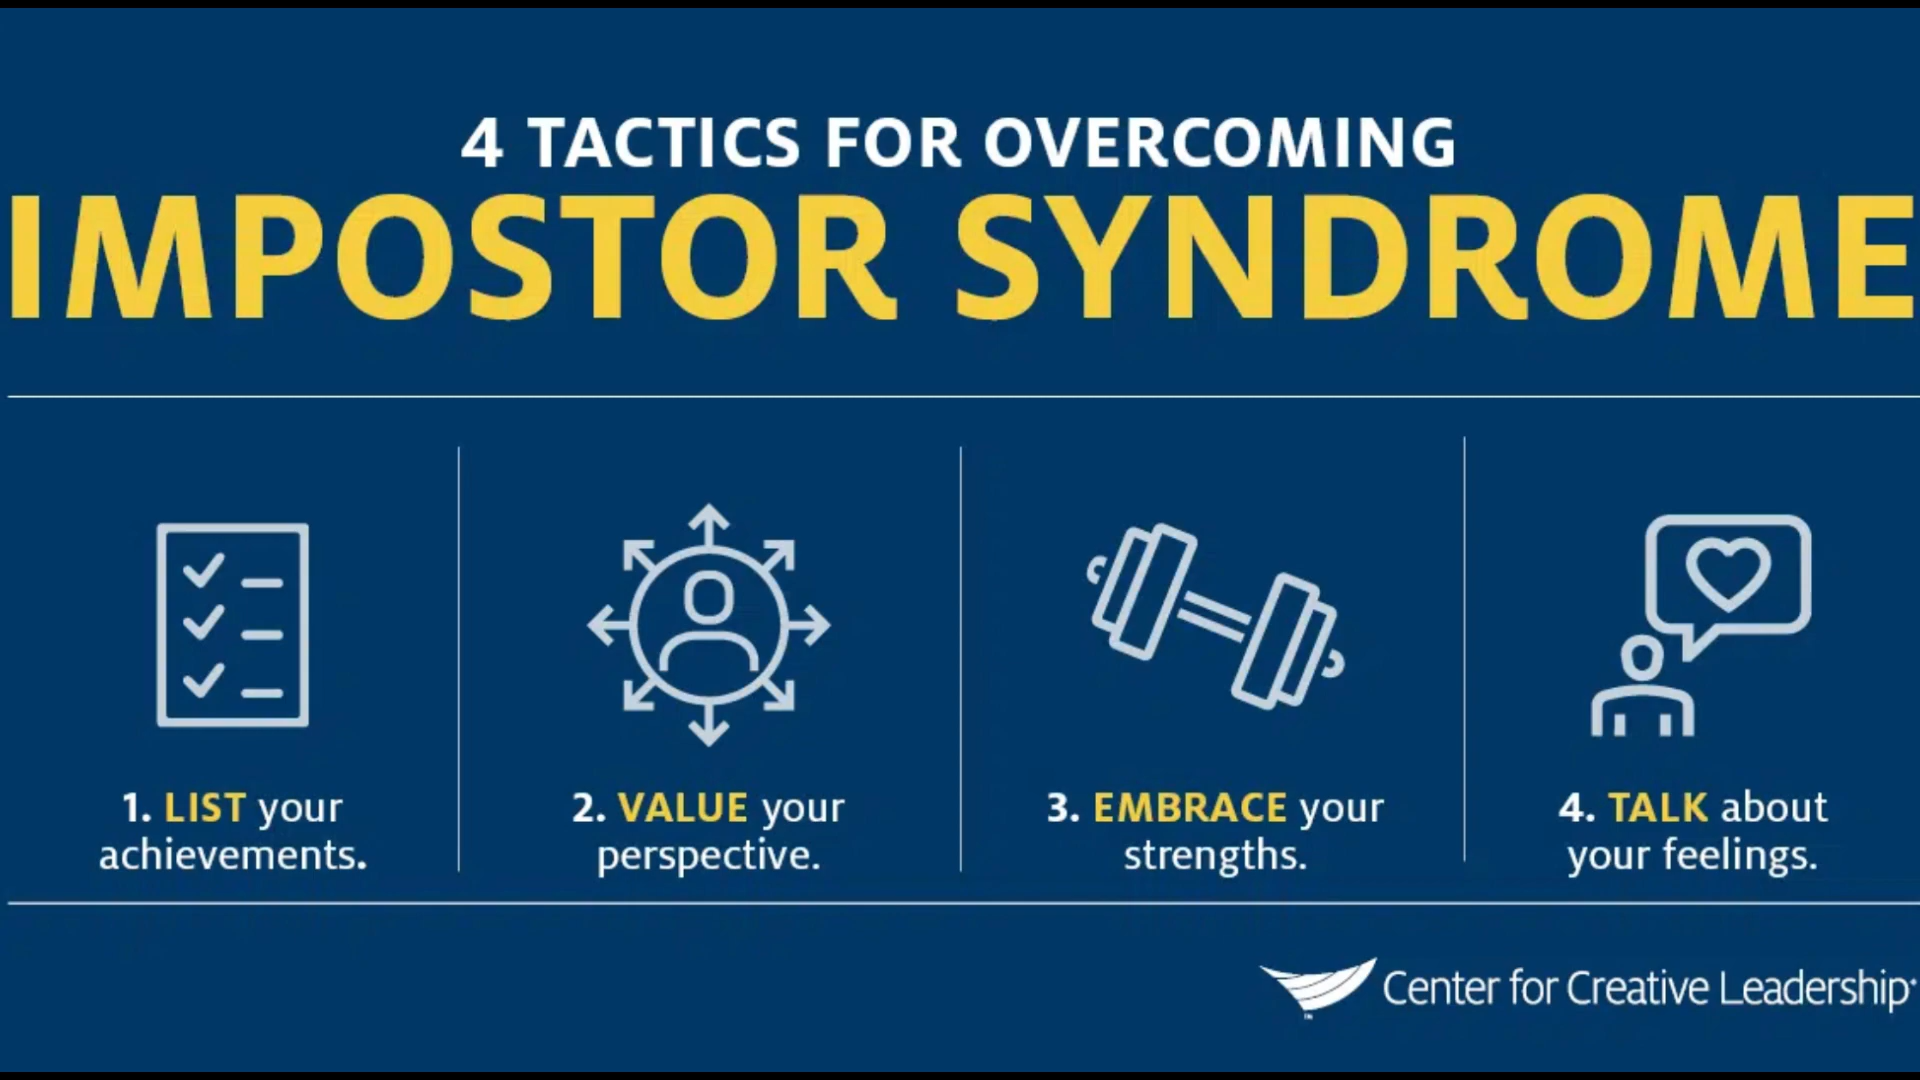 4 TACTICS FOR OVERCOMING
IMPOSTOR SYNDROME
1. LIST your
achievements.
2. VALUE your
perspective.
3. EMBRACE your
strengths.
4. TALK about
your feelings.
Center for Creative Leadership